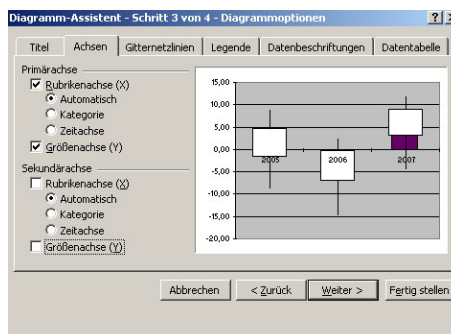 Diagramm-Assistent - Schritt 3 von 4 - Diagrammoptionen
Titel Achsen Gitternetzlinien Legende Datenbeschriftungen Datentabelle
Primärachse
Rubrikenachse (X)
Automatisch
Kategorie
Zeitachse
Größenachse (Y)
Sekundärachse
Rubrikenachse (X)
Automatisch
Kategorie
Zeitachse
Größenachse (Y)
15,00
10,00
5,00
0,00
-5,00
-10,00
-15,00
-20,00
2005 2006 2007
Abbrechen < Zurück Weiter > Fertig stellen